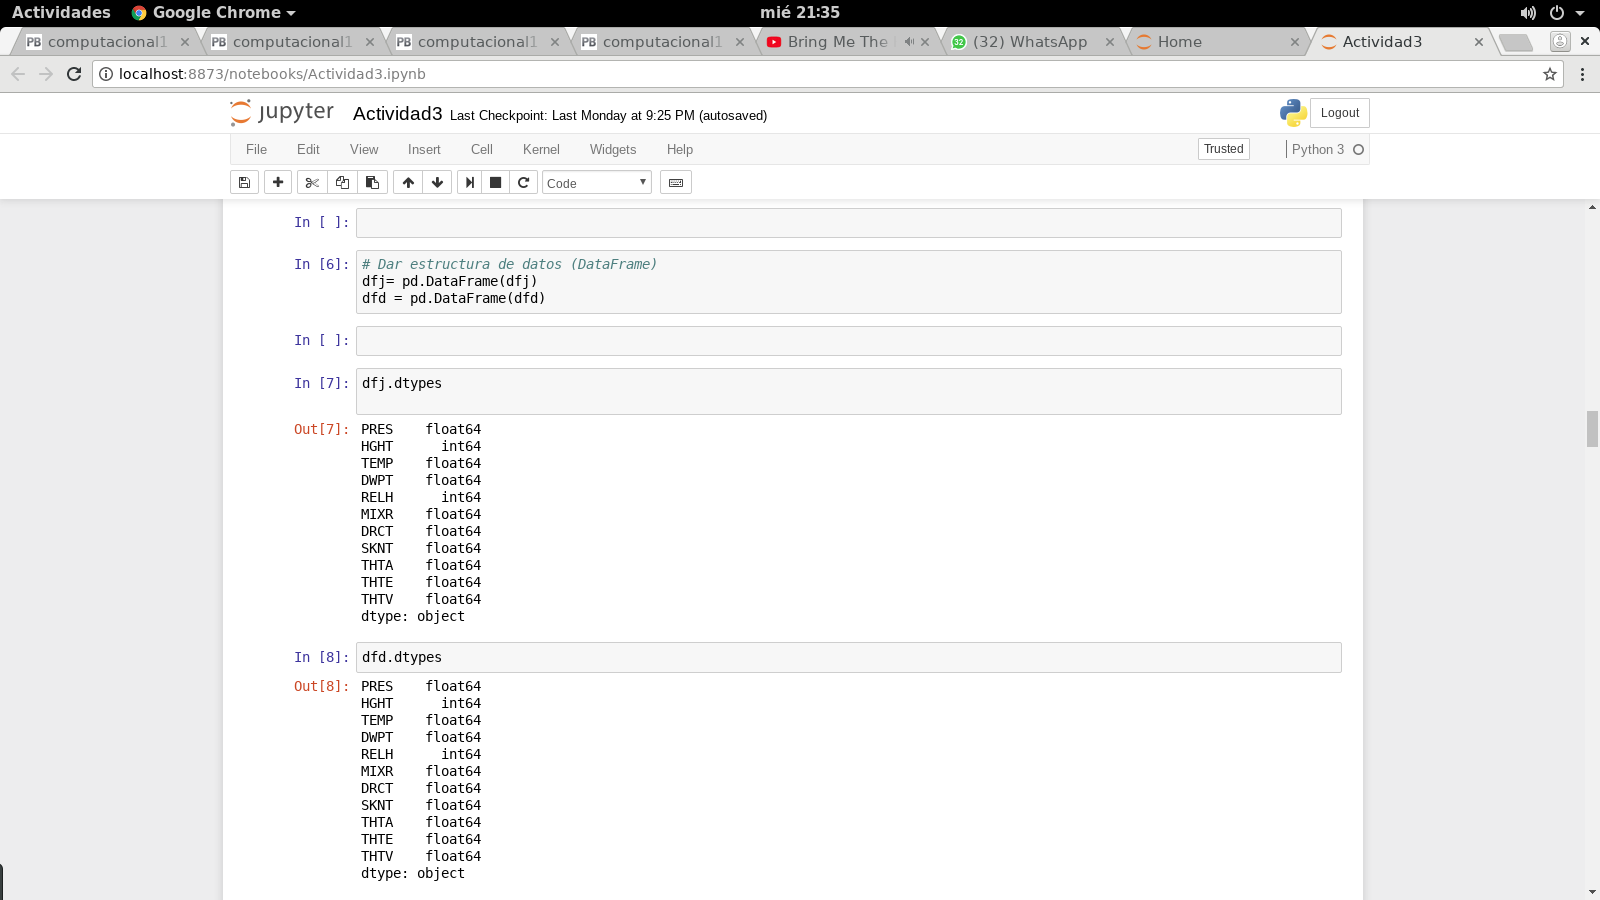 Actividades Google Chrome mié 21:35
PB computacional1 PB computacional1 PB computacional1 PB computacional1 Bring Me The 32 (32) WhatsApp Home Actividad3
localhost:8873/notebooks/Actividad3.ipynb
jupyter Actividad3 Last Checkpoint: Last Monday at 9:25 PM (autosaved) Logout
File Edit View Insert Cell Kernel Widgets Help Trusted Python 3
Code
In [ ]:
In [6]: # Dar estructura de datos (DataFrame)
dfj= pd.DataFrame(dfj)
dfd = pd.DataFrame(dfd)
In [ ]:
In [7]: dfj.dtypes
Out[7]: PRES float64
HGHT int64
TEMP float64
DWPT float64
RELH int64
MIXR float64
DRCT float64
SKNT float64
THTA float64
THTE float64
THTV float64
dtype: object
In [8]: dfd.dtypes
Out[8]: PRES float64
HGHT int64
TEMP float64
DWPT float64
RELH int64
MIXR float64
DRCT float64
SKNT float64
THTA float64
THTE float64
THTV float64
dtype: object